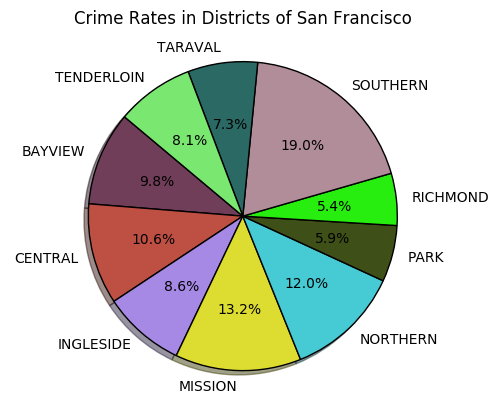 Crime Rates in Districts of San Francisco
TARAVAL
TENDERLOIN
SOUTHERN
7.3%
8.1%
19.0%
BAYVIEW
9.8%
RICHMOND
5.4%
CENTRAL
10.6%
5.9%
PARK
8.6%
12.0%
13.2%
INGLESIDE
NORTHERN
MISSION